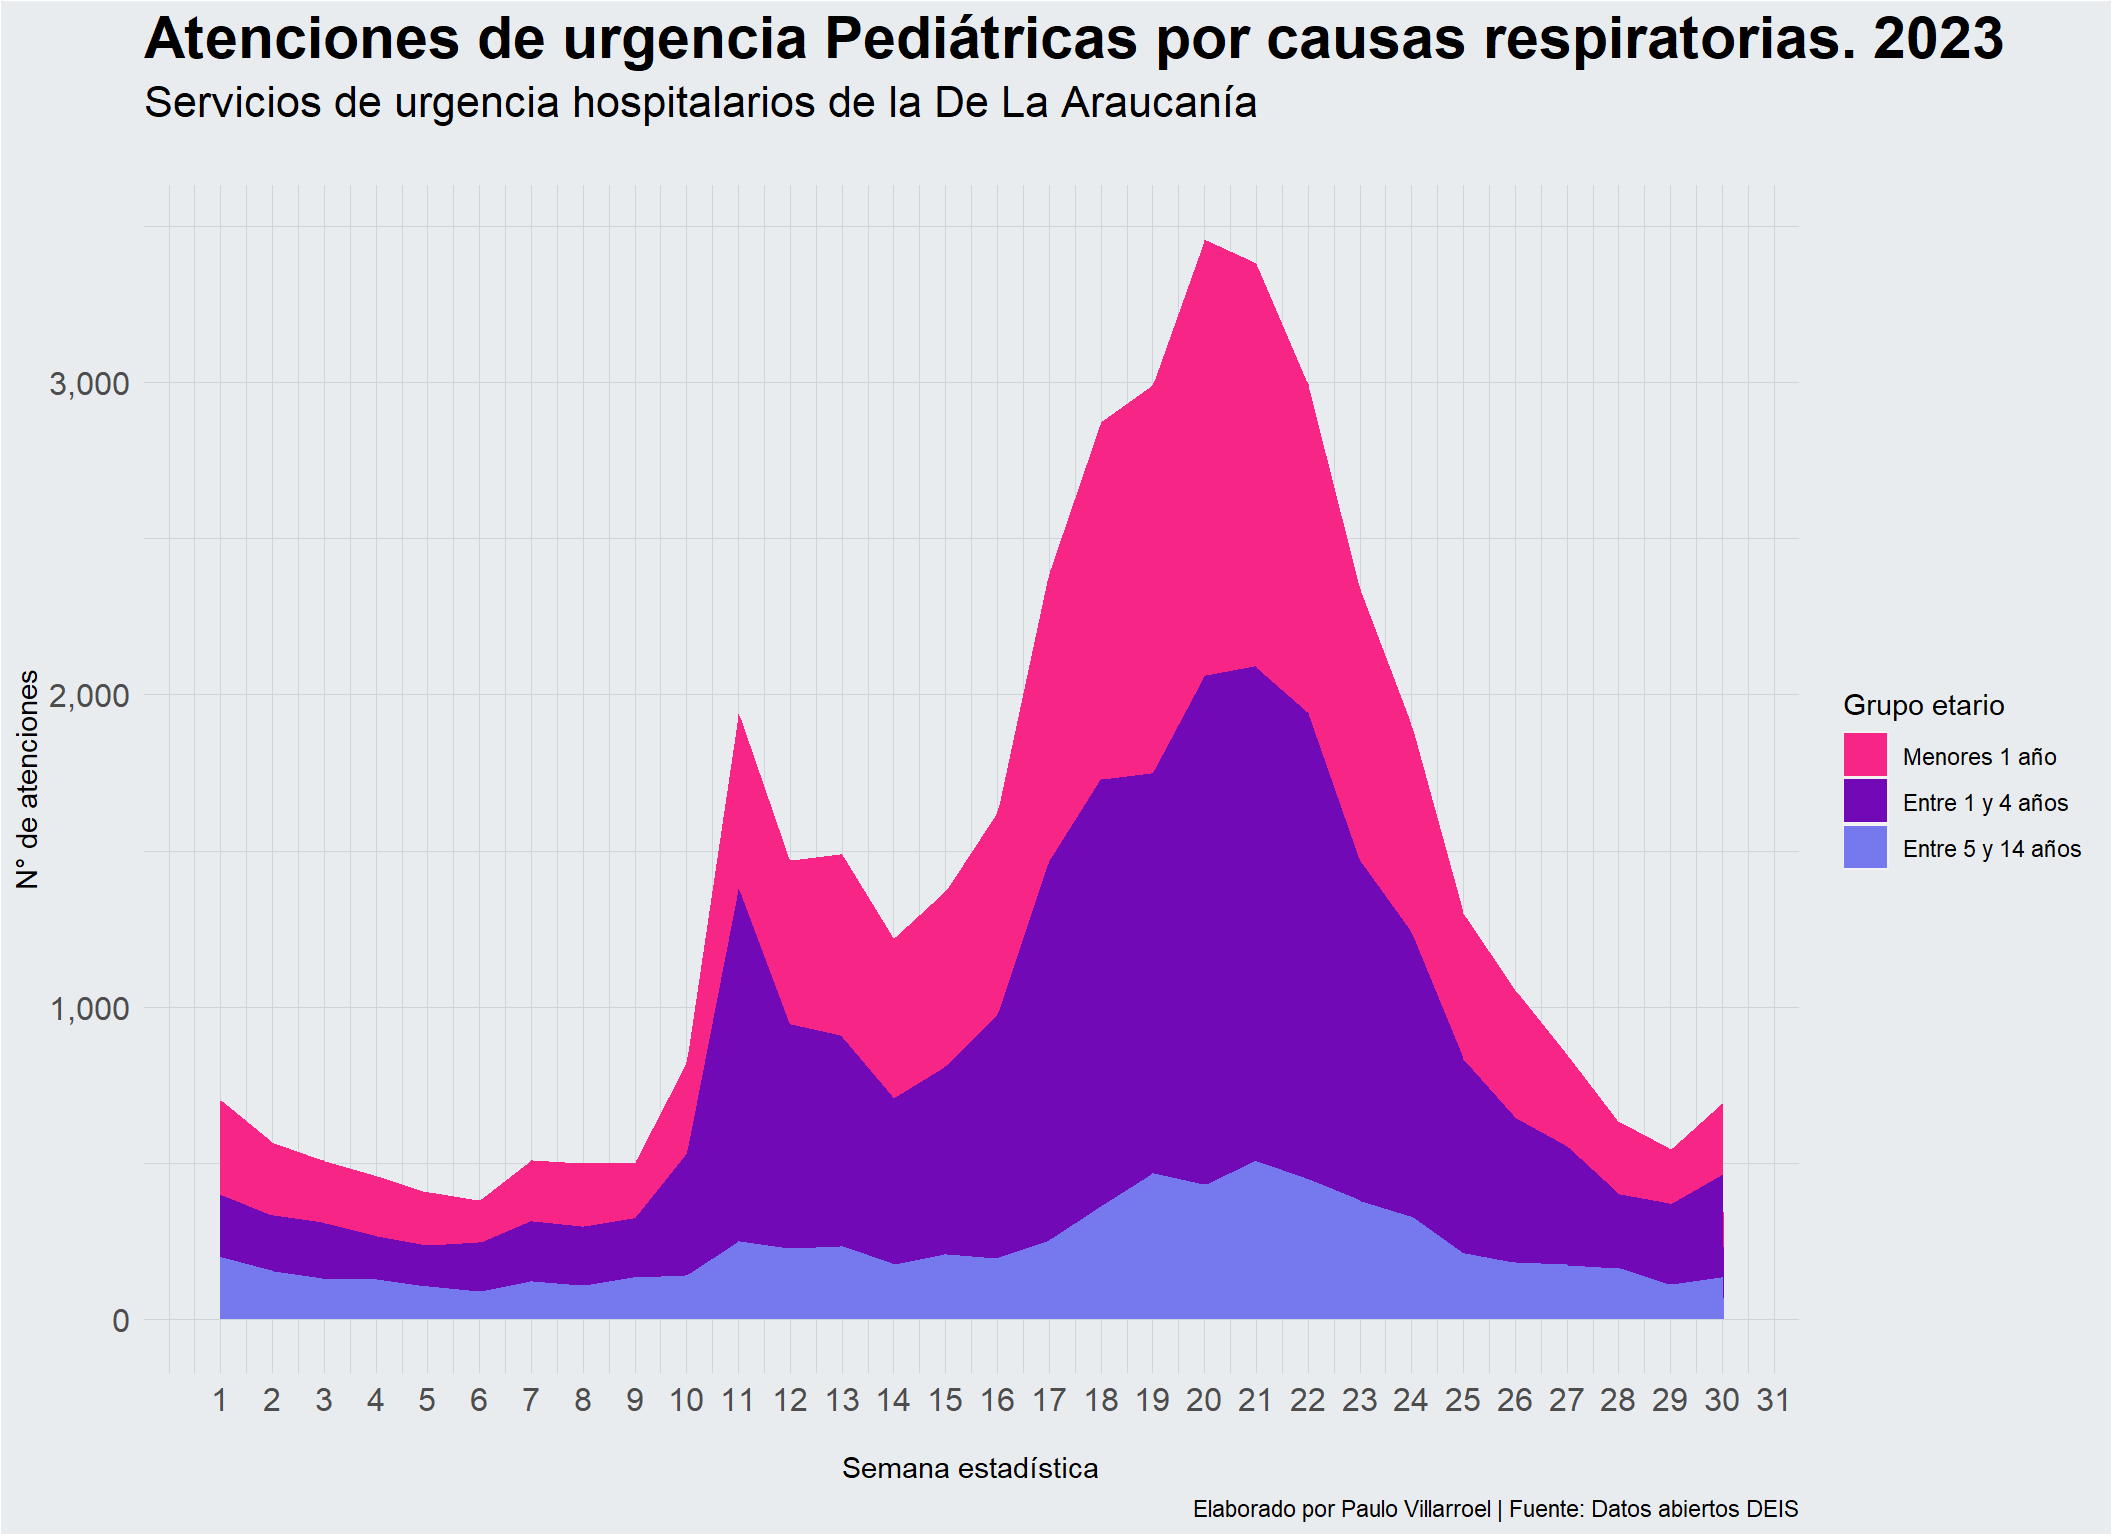 Atenciones de urgencia Pediátricas por causas respiratorias. 2023
Servicios de urgencia hospitalarios de la De La Araucanía
N° de atenciones
3,000
2,000
1,000
0
1 2 3 4 5 6 7 8 9 10 11 12 13 14 15 16 17 18 19 20 21 22 23 24 25 26 27 28 29 30 31
Semana estadística
Grupo etario
Menores 1 año
Entre 1 y 4 años
Entre 5 y 14 años
Elaborado por Paulo Villarroel | Fuente: Datos abiertos DEIS